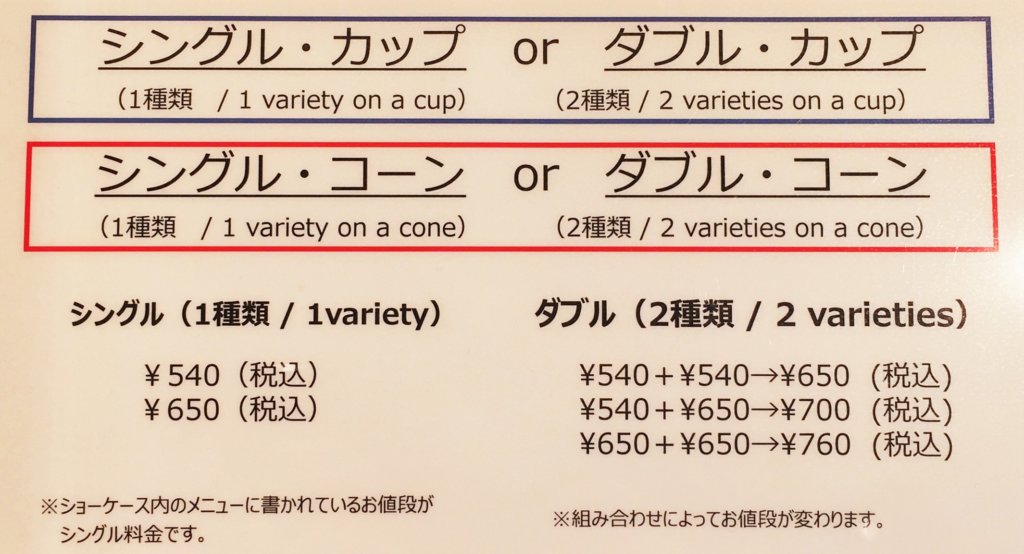 シングル・カップ or ダブル・カップ
（1種類 / 1 variety on a cup） （2種類 / 2 varieties on a cup）
シングル・コーン or ダブル・コーン
（1種類 / 1 variety on a cone） （2種類 / 2 varieties on a cone）
シングル（1種類 / 1variety）
¥540（税込）
¥650（税込）
※ショーケース内のメニューに書かれているお値段が
シングル料金です。
ダブル（2種類 / 2 varieties）
¥540＋¥540→¥650 (税込)
¥540＋¥650→¥700 (税込)
¥650＋¥650→¥760 (税込)
※組み合わせによってお値段が変わります。